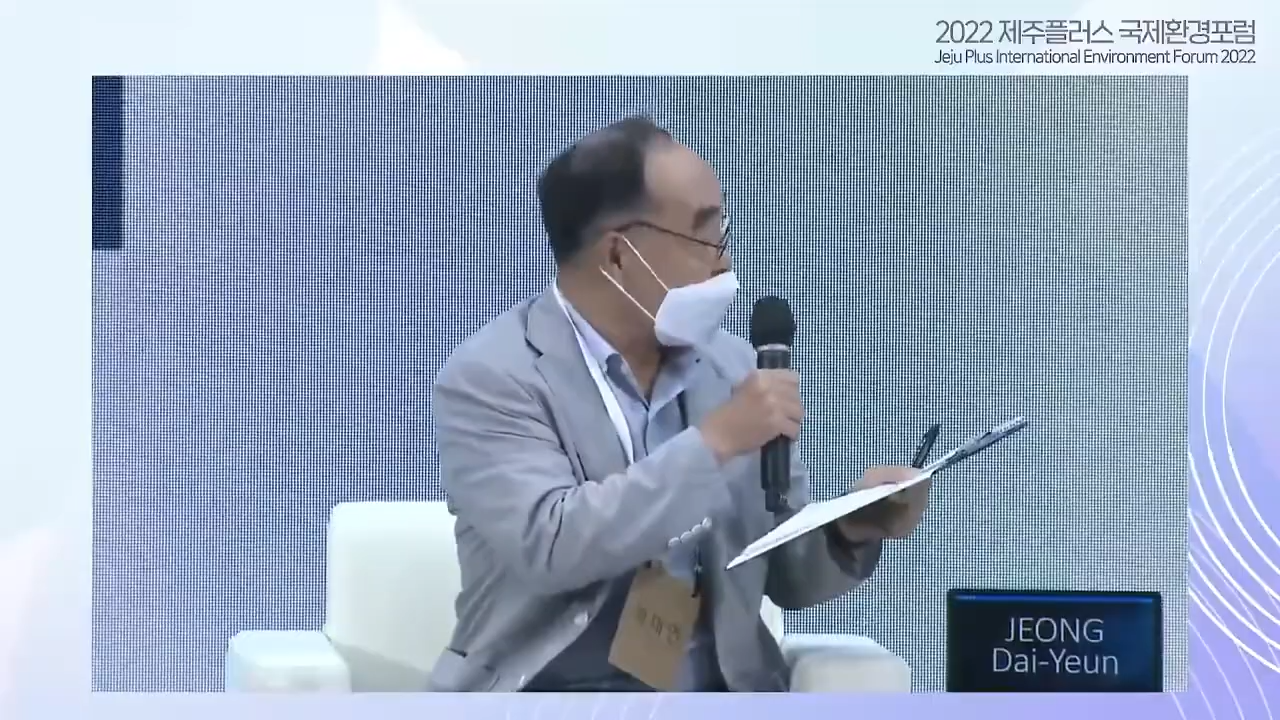 2022 제주플러스 국제환경포럼
Jeju Plus International Environment Forum 2022
JEONG
Dai-Yeun